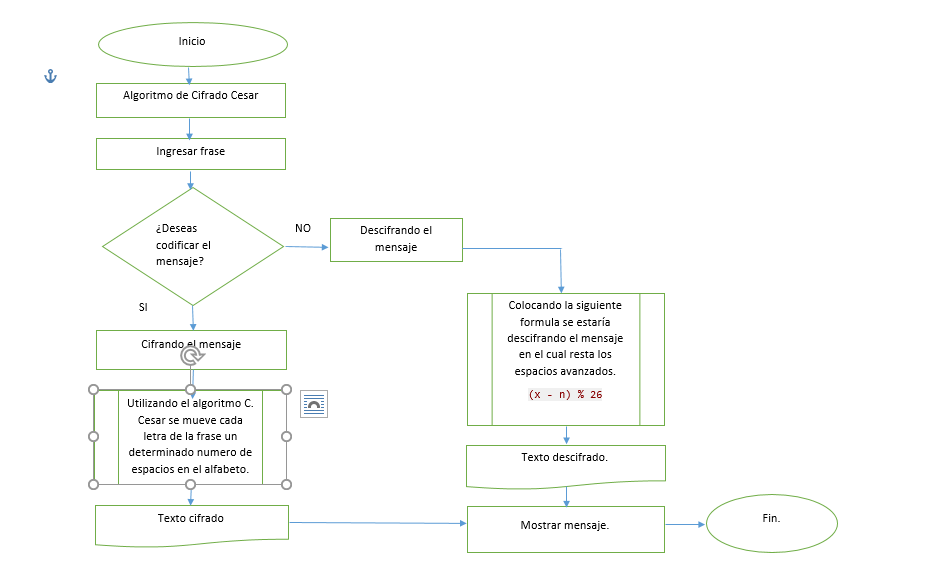 Inicio
Algoritmo de Cifrado Cesar
Ingresar frase
¿Deseas
codificar el
mensaje?
NO
Descifrando el
mensaje
SI
Cifrando el mensaje
Utilizando el algoritmo C.
Cesar se mueve cada
letra de la frase un
determinado numero de
espacios en el alfabeto.
Texto cifrado
Colocando la siguiente
formula se estaría
descifrando el mensaje
en el cual resta los
espacios avanzados.
(x - n) % 26
Texto descifrado.
Mostrar mensaje.
Fin.